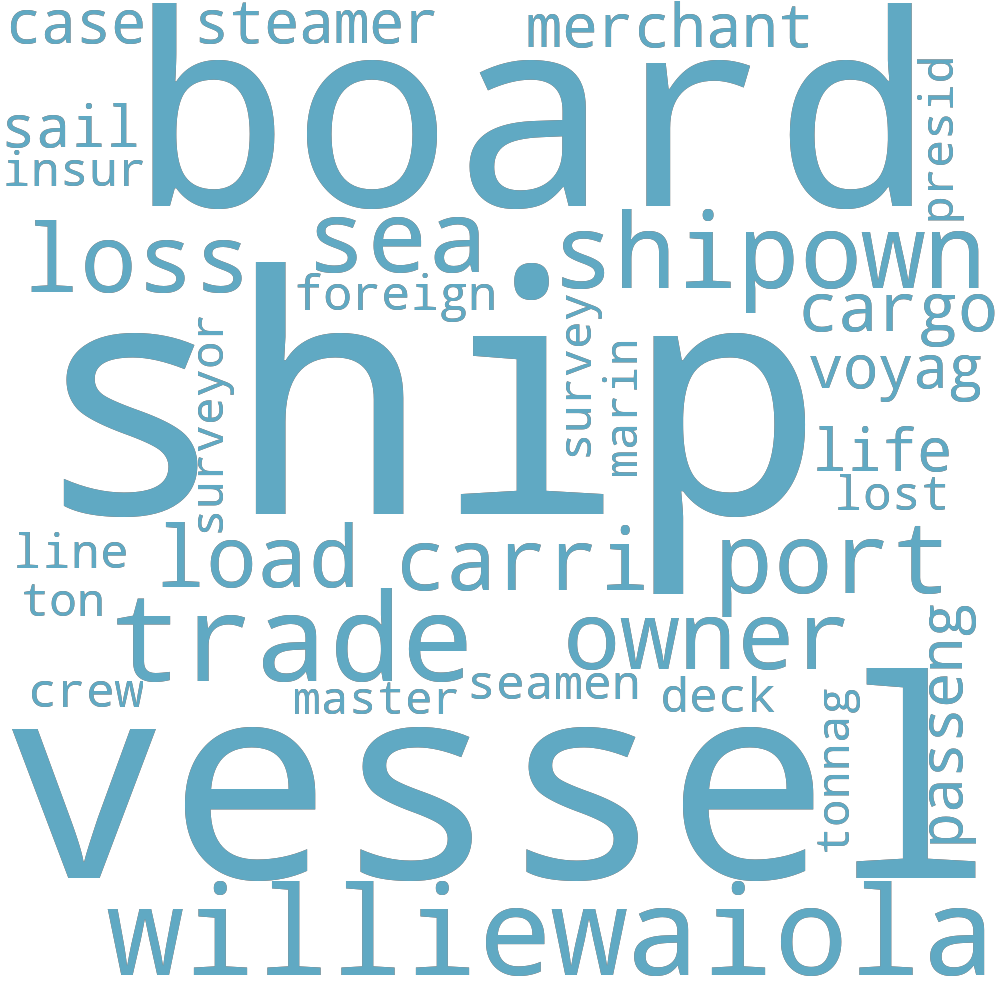 case
steamer
merchant
board
presid
sail
insur
loss
sea
shipown
foreign
cargo
ship
surveyor
survey
marin
voyag
life
lost
line
load
carri
port
ton
trade
owner
passeng
crew
master
seamen
deck
vessel
tonnag
williewaiola